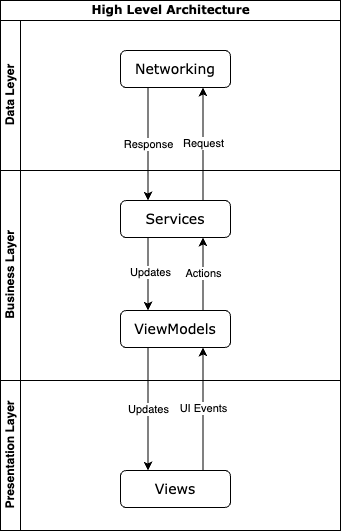 High Level Architecture
Data Leyer
Networking
Response
Request
Business Layer
Services
Updates
Actions
ViewModels
Presentation Layer
Updates
UI Events
Views